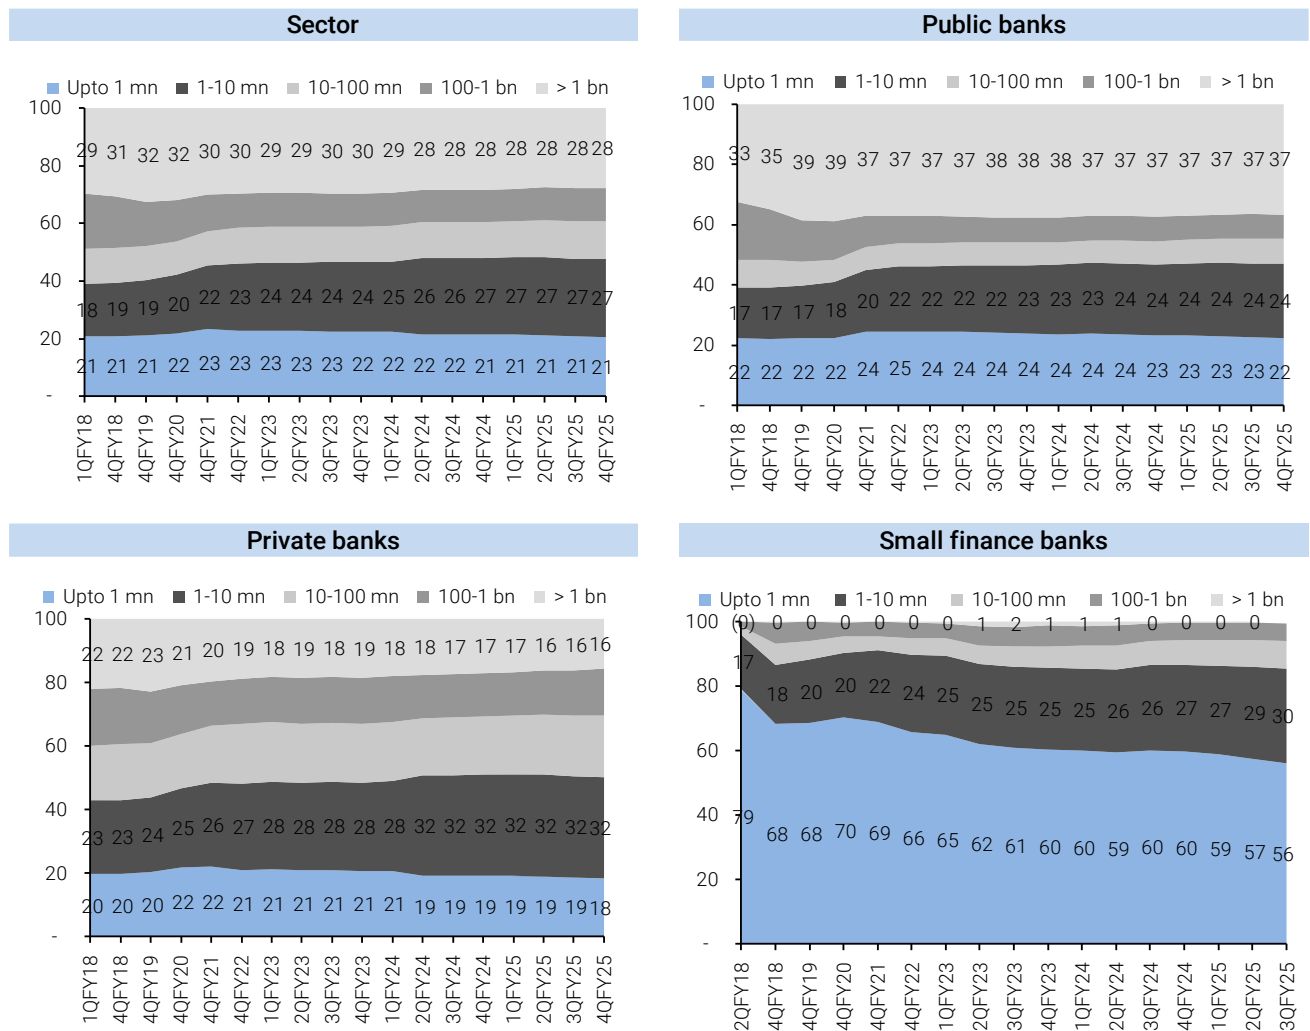 Sector
Upto 1 mn 1-10 mn 10-100 mn 100-1 bn > 1 bn
100
29 31 32 32 30 30 29 29 30 30 29 28 28 28 28 28 28 28
80
60
40
18 19 19 20 22 23 24 24 24 24 25 26 26 27 27 27 27 27
20
21 21 21 22 23 23 23 23 23 22 22 22 22 21 21 21 21 21
-
1QFY18 4QFY18 4QFY19 4QFY20 4QFY21 4QFY22 1QFY23 2QFY23 3QFY23 4QFY23 1QFY24 2QFY24 3QFY24 4QFY24 1QFY25 2QFY25 3QFY25 4QFY25
Public banks
Upto 1 mn 1-10 mn 10-100 mn 100-1 bn > 1 bn
100
33 35 39 39 37 37 37 37 38 38 38 37 37 37 37 37 37 37
80
60
40
17 17 17 18 20 22 22 22 22 23 23 23 24 24 24 24 24 24
20
22 22 22 22 24 25 24 24 24 24 24 24 24 23 23 23 23 22
-
1QFY18 4QFY18 4QFY19 4QFY20 4QFY21 4QFY22 1QFY23 2QFY23 3QFY23 4QFY23 1QFY24 2QFY24 3QFY24 4QFY24 1QFY25 2QFY25 3QFY25 4QFY25
Private banks
Upto 1 mn 1-10 mn 10-100 mn 100-1 bn > 1 bn
100
22 22 23 21 20 19 18 19 18 19 18 18 17 17 17 16 16 16
80
60
40
23 23 24 25 26 27 28 28 28 28 28 32 32 32 32 32 32 32
20
20 20 20 22 22 21 21 21 21 21 21 19 19 19 19 19 19 18
-
1QFY18 4QFY18 4QFY19 4QFY20 4QFY21 4QFY22 1QFY23 2QFY23 3QFY23 4QFY23 1QFY24 2QFY24 3QFY24 4QFY24 1QFY25 2QFY25 3QFY25 4QFY25
Small finance banks
Upto 1 mn 1-10 mn 10-100 mn 100-1 bn > 1 bn
100
(0) 0 0 0 0 0 0 1 2 1 1 1 0 0 0 0
80
17 18 20 20 22 24 25 25 25 25 25 26 26 27 27 29 30
60
40
79 68 68 70 69 66 65 62 61 60 60 59 60 60 59 57 56
20
-
2QFY18 4QFY18 4QFY19 4QFY20 4QFY21 4QFY22 1QFY23 2QFY23 3QFY23 4QFY23 1QFY24 2QFY24 3QFY24 4QFY24 1QFY25 2QFY25 3QFY25